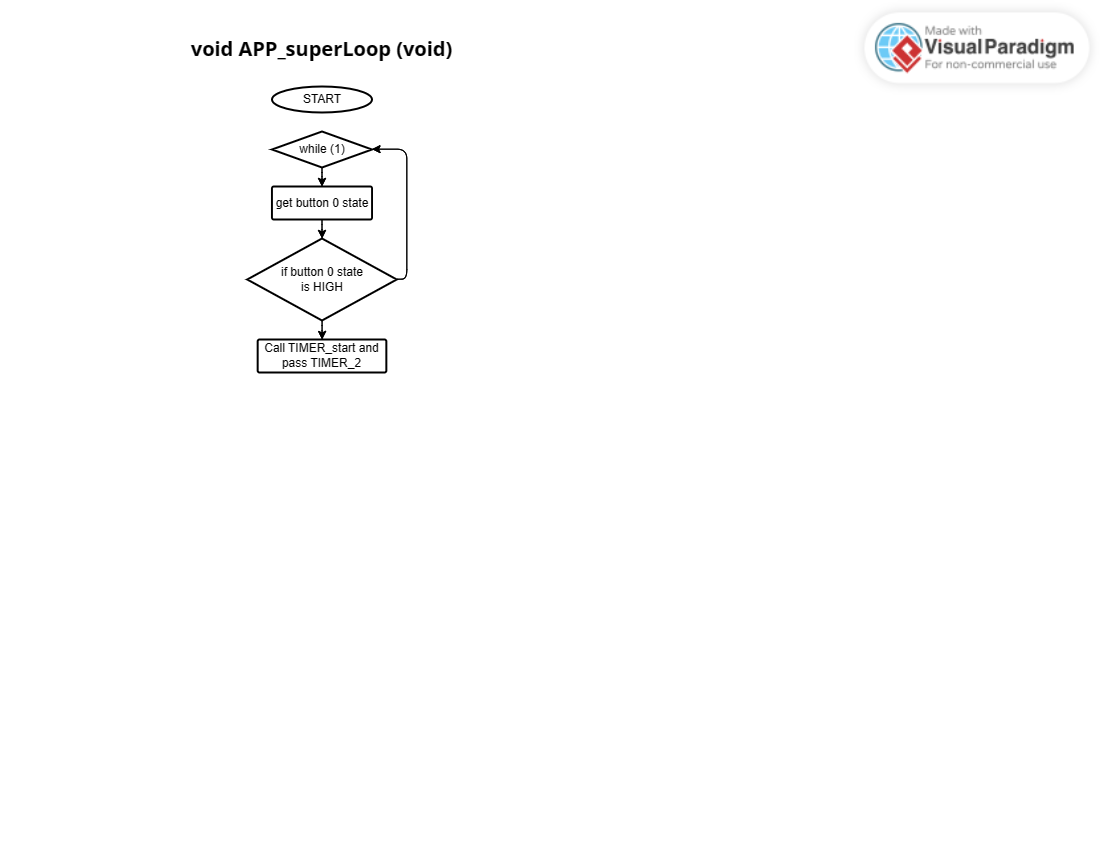 void APP_superLoop (void)
Made with
Visual Paradigm
For non-commercial use
START
while (1)
get button 0 state
if button 0 state
is HIGH
Call TIMER_start and
pass TIMER_2